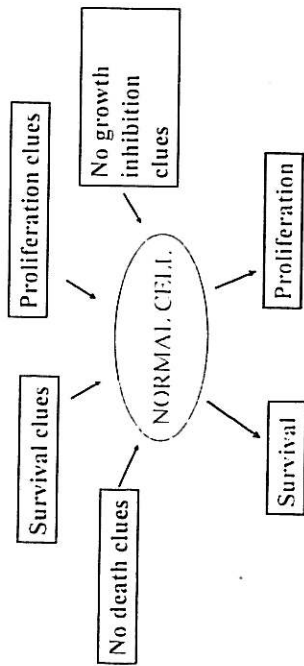 Survival clues
Proliferation clues
No death clues
No growth
inhibition
clues
NORMAL CELL
Survival
Proliferation